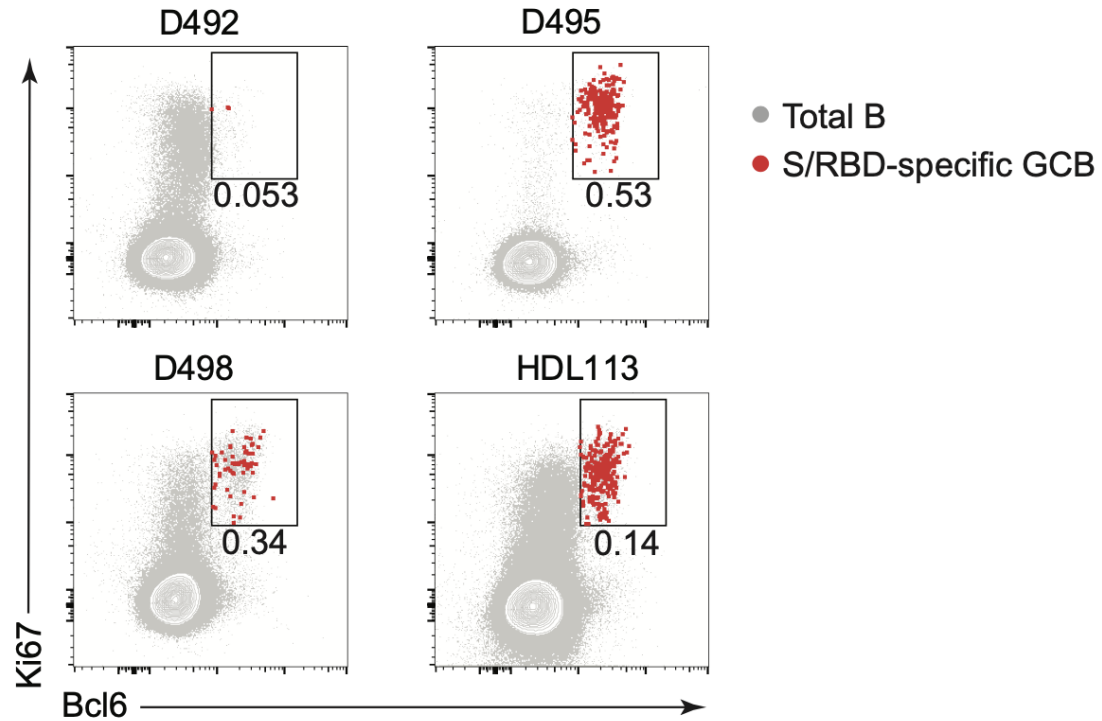 D492
D495
Total B
S/RBD-specific GCB
0.053
0.53
D498
HDL113
0.34
0.14
Ki67
Bcl6